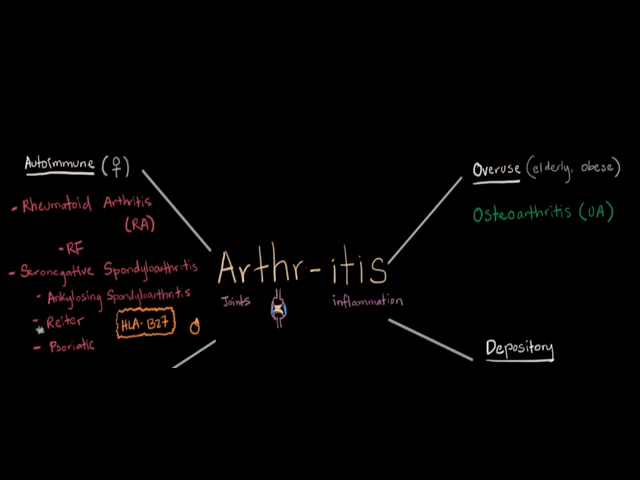 Autoimmune (♀)
- Rheumatoid Arthritis
(RA)
- RF
- Seronegative Spondyloarthritis
- Ankylosing Spondyloarthritis
- Reiter
- Psoriatic
HLA-B27 ♂
Arthr-itis
Joints
inflammation
Overuse (elderly, obese)
Osteoarthritis (OA)
Depository